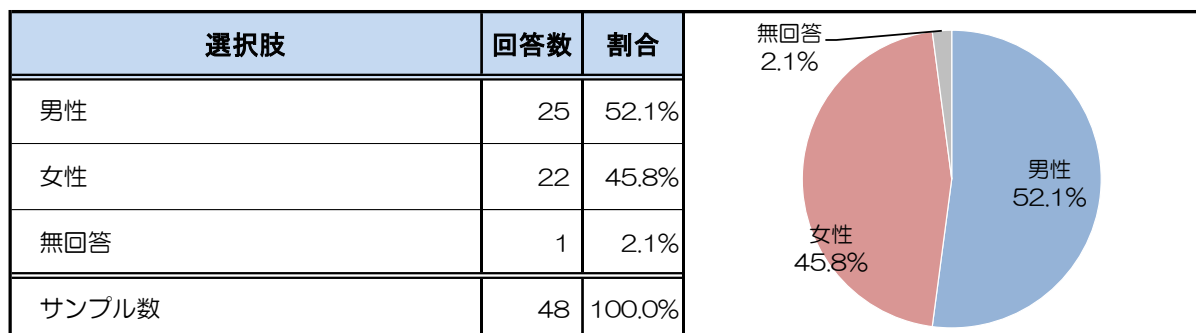 選択肢 回答数 割合
男性 25 52.1%
女性 22 45.8%
無回答 1 2.1%
サンプル数 48 100.0%
無回答
2.1%
男性
52.1%
女性
45.8%